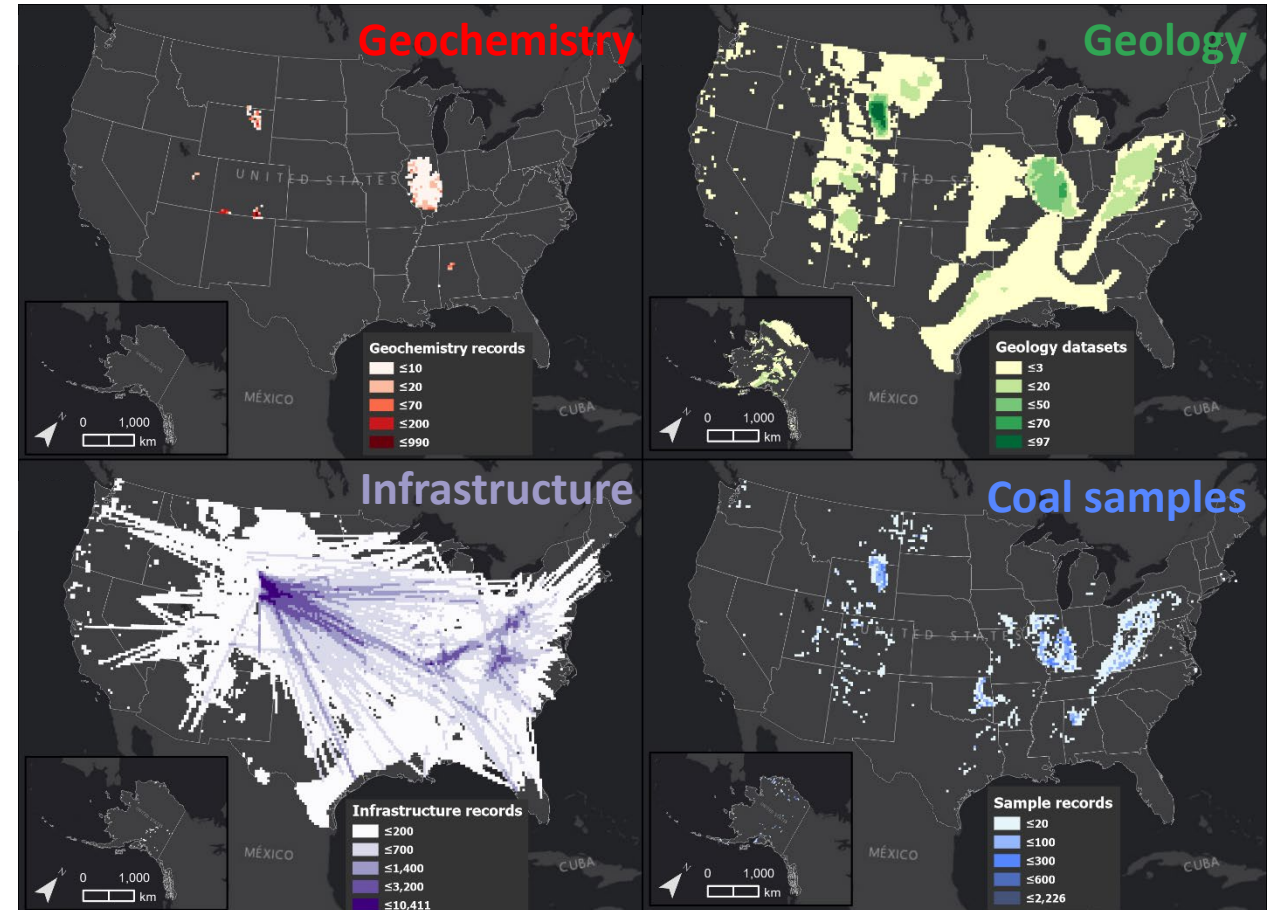 Geochemistry
UNITED STATES
Geochemistry records
≤10
≤20
≤70
≤200
≤990
MÉXICO
CUBA
N
0 1,000
km
Geology
UNITED STATES
Geology datasets
≤3
≤20
≤50
≤70
≤97
MÉXICO
CUBA
N
0 1,000
km
Infrastructure
Infrastructure records
≤200
≤700
≤1,400
≤3,200
≤10,411
MÉXICO
CUBA
N
0 1,000
km
Coal samples
UNITED STATES
Sample records
≤20
≤100
≤300
≤600
≤2,226
MÉXICO
CUBA
N
0 1,000
km